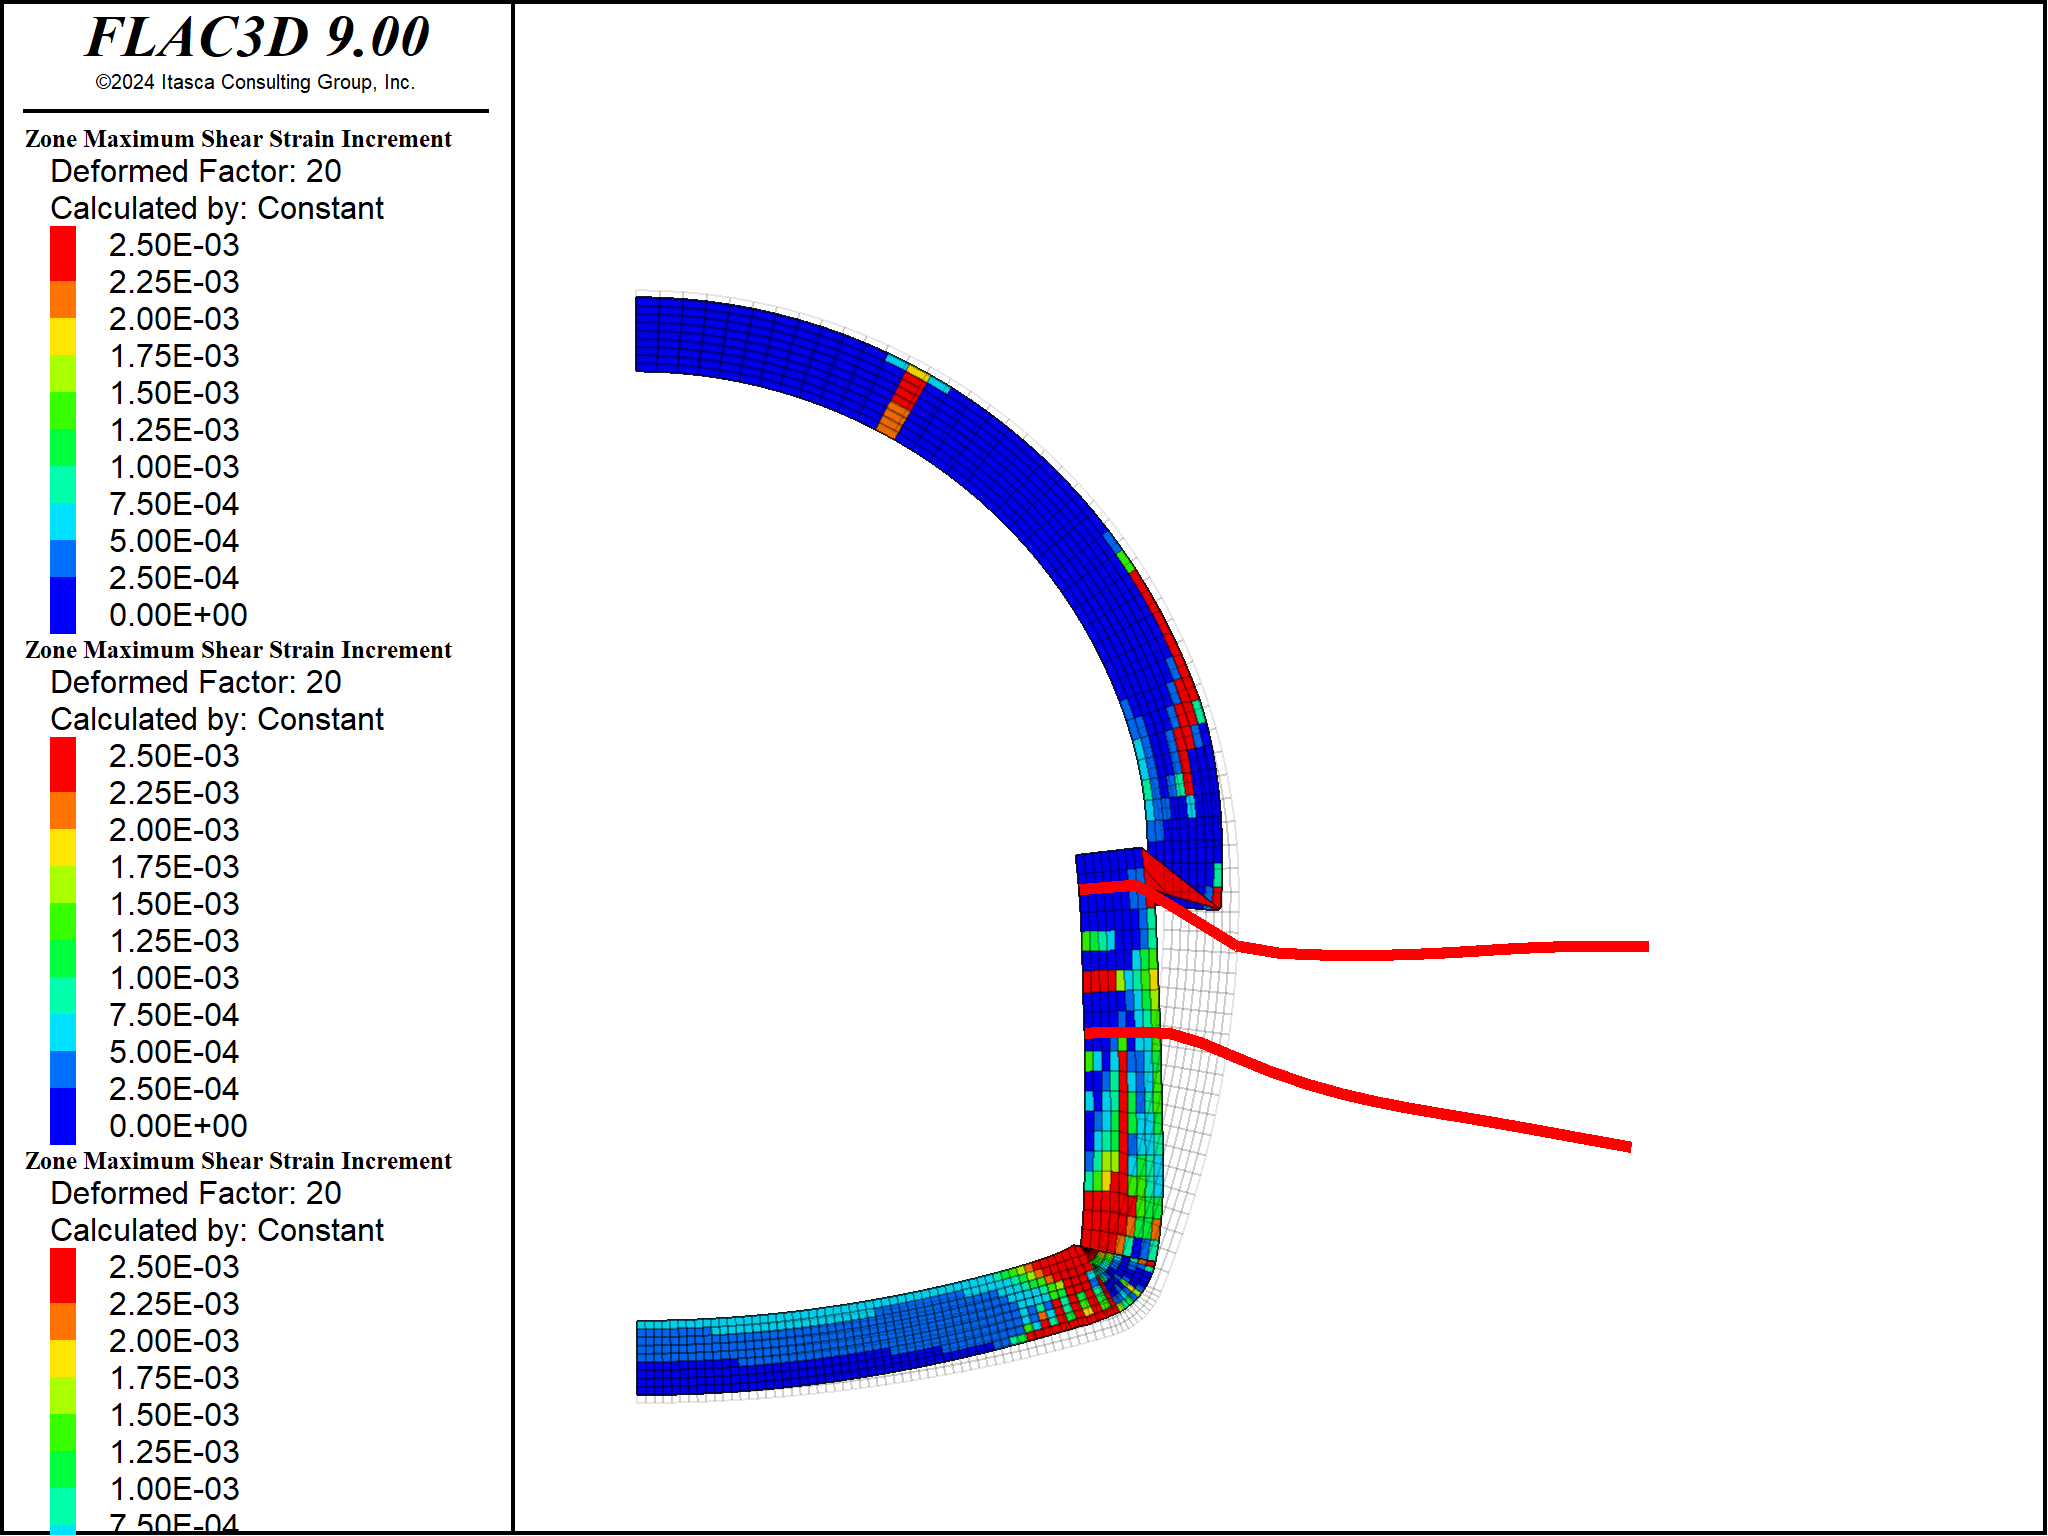 FLAC3D 9.00
©2024 Itasca Consulting Group, Inc.
Zone Maximum Shear Strain Increment
Deformed Factor: 20
Calculated by: Constant
2.50E-03
2.25E-03
2.00E-03
1.75E-03
1.50E-03
1.25E-03
1.00E-03
7.50E-04
5.00E-04
2.50E-04
0.00E+00
Zone Maximum Shear Strain Increment
Deformed Factor: 20
Calculated by: Constant
2.50E-03
2.25E-03
2.00E-03
1.75E-03
1.50E-03
1.25E-03
1.00E-03
7.50E-04
5.00E-04
2.50E-04
0.00E+00
Zone Maximum Shear Strain Increment
Deformed Factor: 20
Calculated by: Constant
2.50E-03
2.25E-03
2.00E-03
1.75E-03
1.50E-03
1.25E-03
1.00E-03
7.50E-04